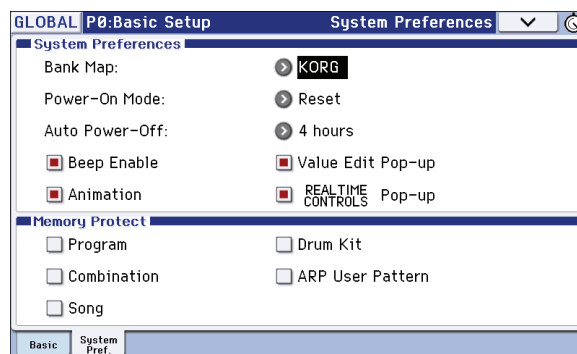 GLOBAL P0:Basic Setup System Preferences
System Preferences
Bank Map: KORG
Power-On Mode: Reset
Auto Power-Off: 4 hours
Beep Enable Value Edit Pop-up
Animation REALTIME CONTROLS Pop-up
Memory Protect
Program Drum Kit
Combination ARP User Pattern
Song
Basic System Pref.